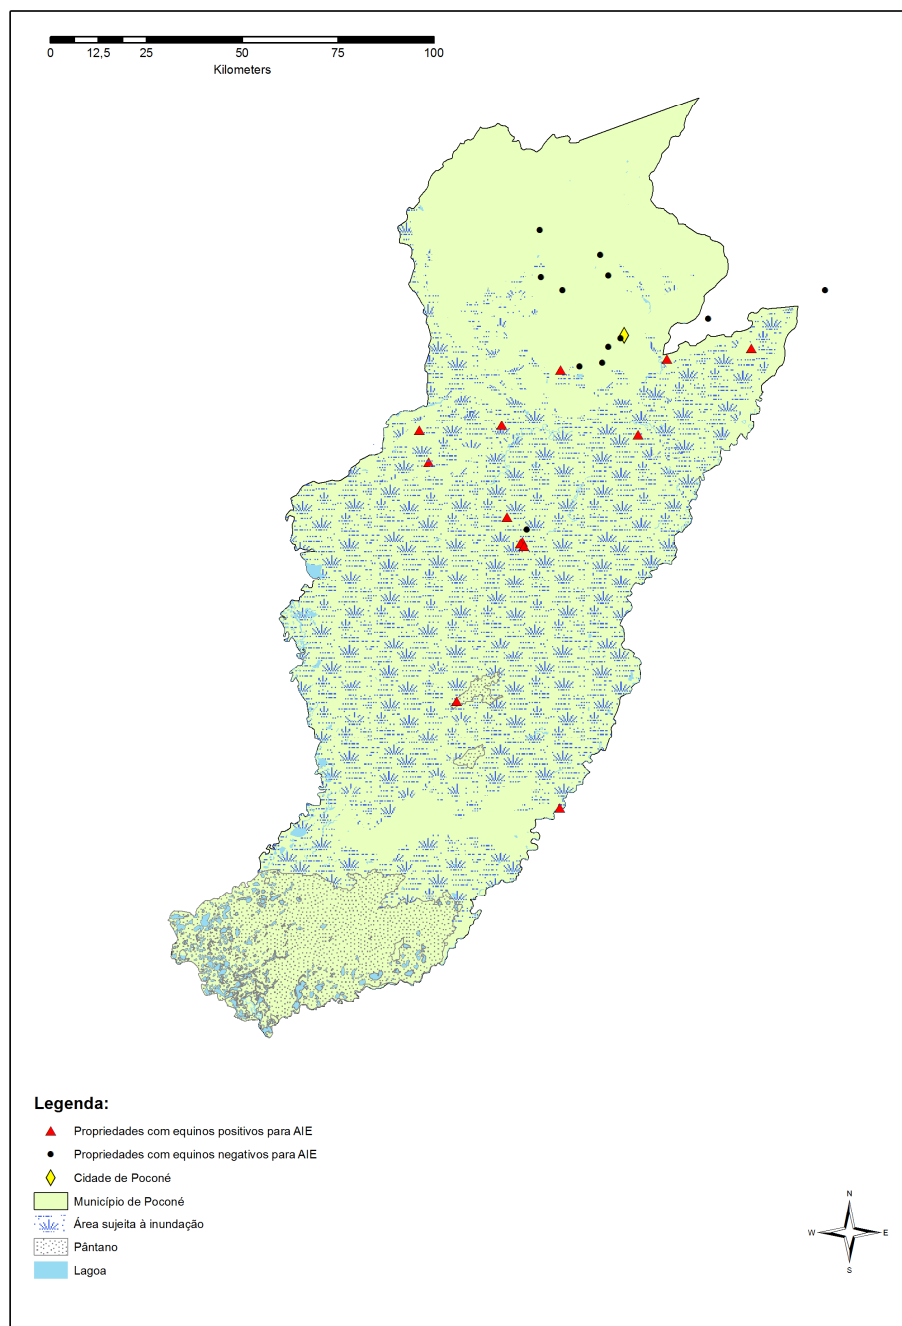 0 12,5 25 50 75 100
Kilometers
Legenda:
Propriedades com equinos positivos para AIE
Propriedades com equinos negativos para AIE
Cidade de Poconé
Município de Poconé
Área sujeita à inundação
Pântano
Lagoa
N
W E
S